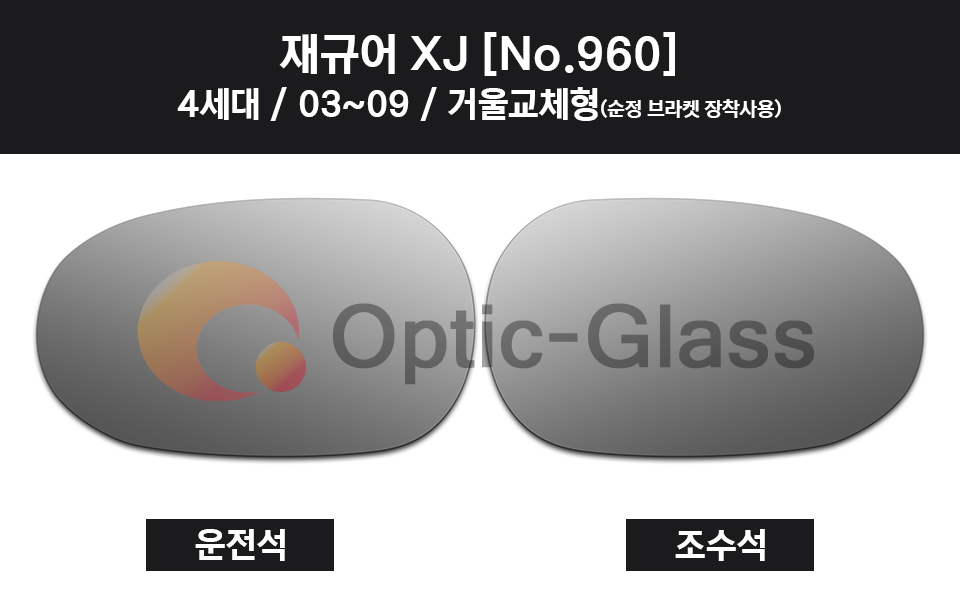 재규어 XJ [No.960]
4세대 / 03~09 / 거울교체형(순정 브라켓 장착사용)
Optic-Glass
운전석
조수석